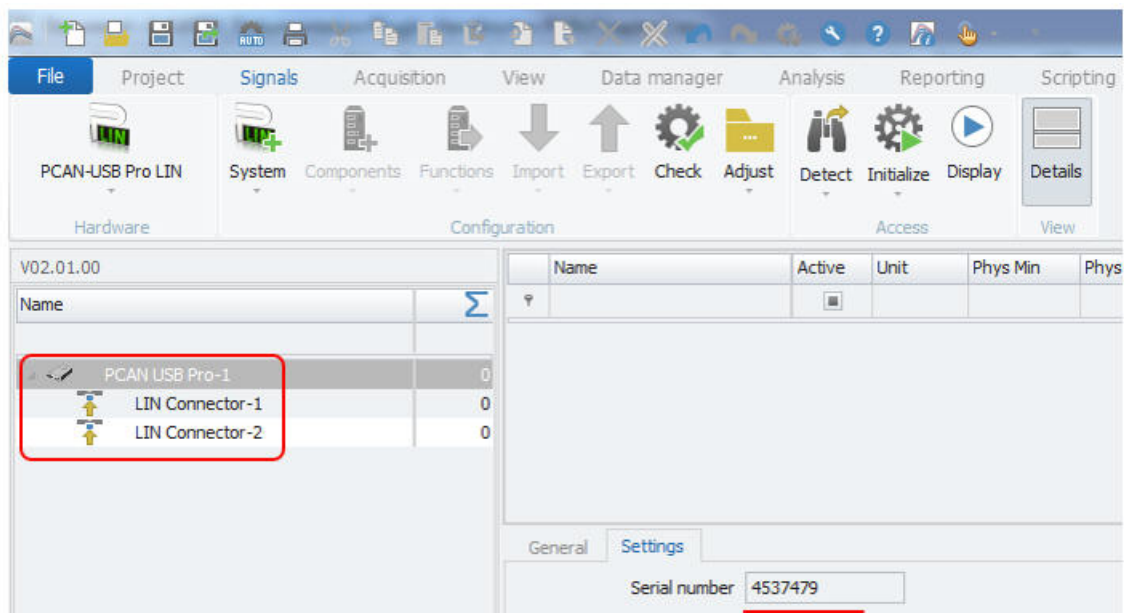 AUTO
File Project Signals Acquisition View Data manager Analysis Reporting Scripting
LIN LIN
PCAN-USB Pro LIN System Components Functions Import Export Check Adjust Detect Initialize Display Details
Hardware Configuration Access View
V02.01.00
Name Active Unit Phys Min Phys
Name Σ
PCAN USB Pro-1 0
LIN Connector-1 0
LIN Connector-2 0
General Settings
Serial number 4537479